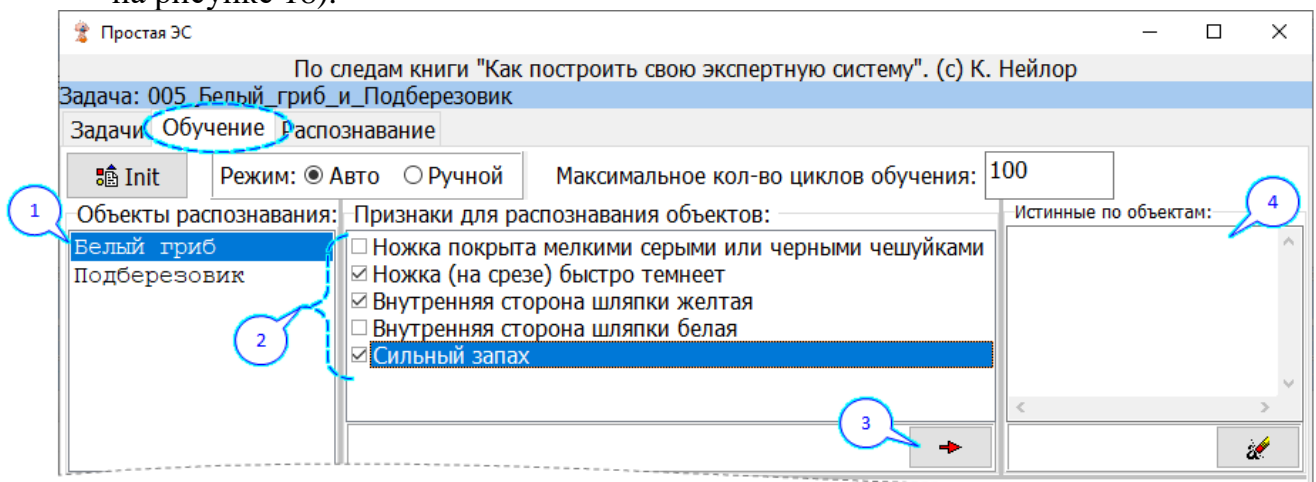 на рисунке 18).
Простая ЭС
По следам книги "Как построить свою экспертную систему". (c) К. Нейлор
Задача: 005_Белый_гриб_и_Подберезовик
Задачи Обучение Распознавание
Init Режим: Авто Ручной Максимальное кол-во циклов обучения: 100
1
4
Объекты распознавания: Признаки для распознавания объектов: Истинные по объектам:
Белый гриб
Подберезовик
Ножка покрыта мелкими серыми или черными чешуйками
Ножка (на срезе) быстро темнеет
Внутренняя сторона шляпки желтая
Внутренняя сторона шляпки белая
Сильный запах
2
3